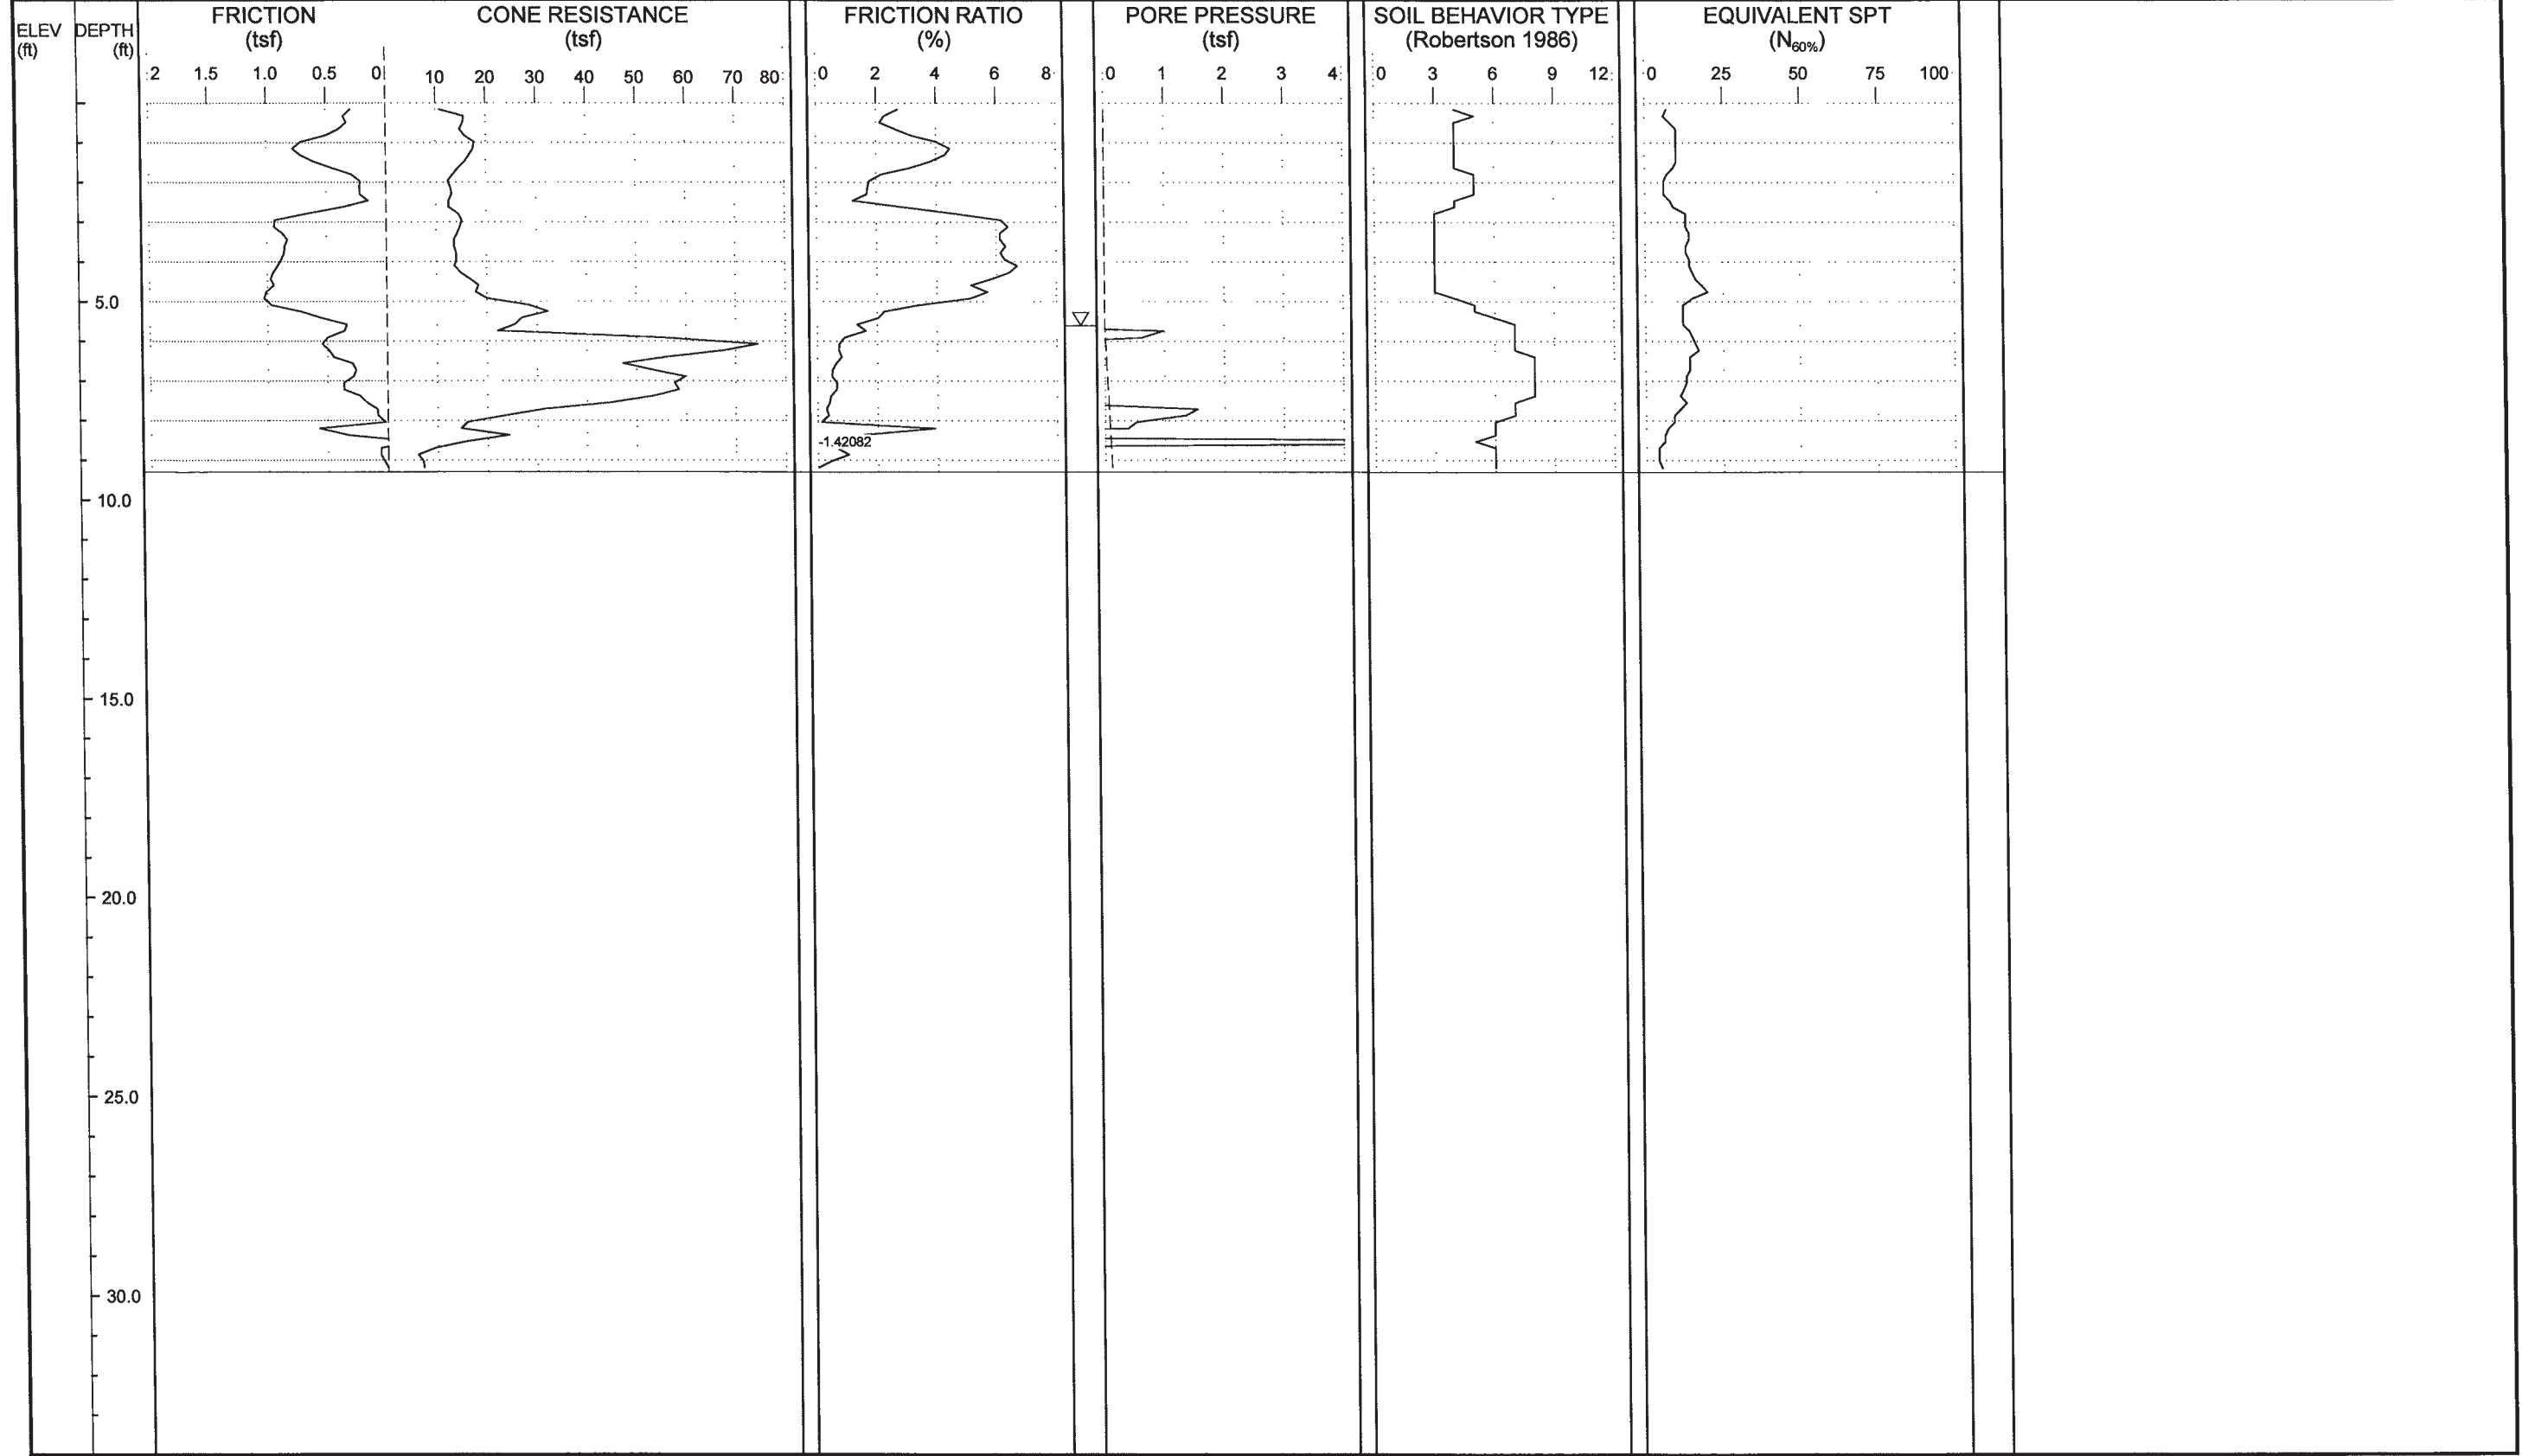 ELEV
(ft)
DEPTH
(ft)
FRICTION
(tsf)
CONE RESISTANCE
(tsf)
FRICTION RATIO
(%)
PORE PRESSURE
(tsf)
SOIL BEHAVIOR TYPE
(Robertson 1986)
EQUIVALENT SPT
(N60%)
2 1.5 1.0 0.5 0 10 20 30 40 50 60 70 80
0 2 4 6 8
0 1 2 3 4
0 3 6 9 12
0 25 50 75 100
5.0
-1.42082
10.0
15.0
20.0
25.0
30.0